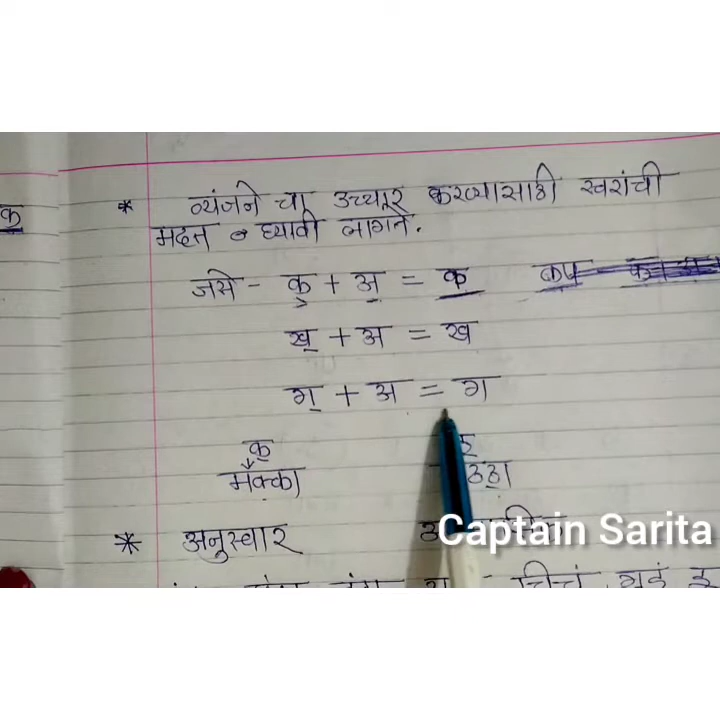 क
* व्यंजने चा उच्चार करण्यासाठी स्वरांची
मदत घ्यावी लागते.
जसे - क् + अ = क
ख् + अ = ख
ग् + अ = ग
क्
मक्का
* अनुस्वार
Captain Sarita